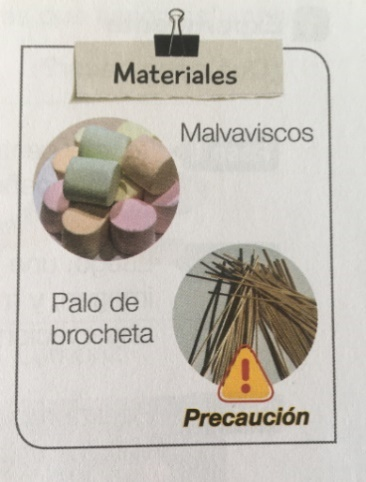 Materiales
Malvaviscos
Palo de
brocheta
Precaución